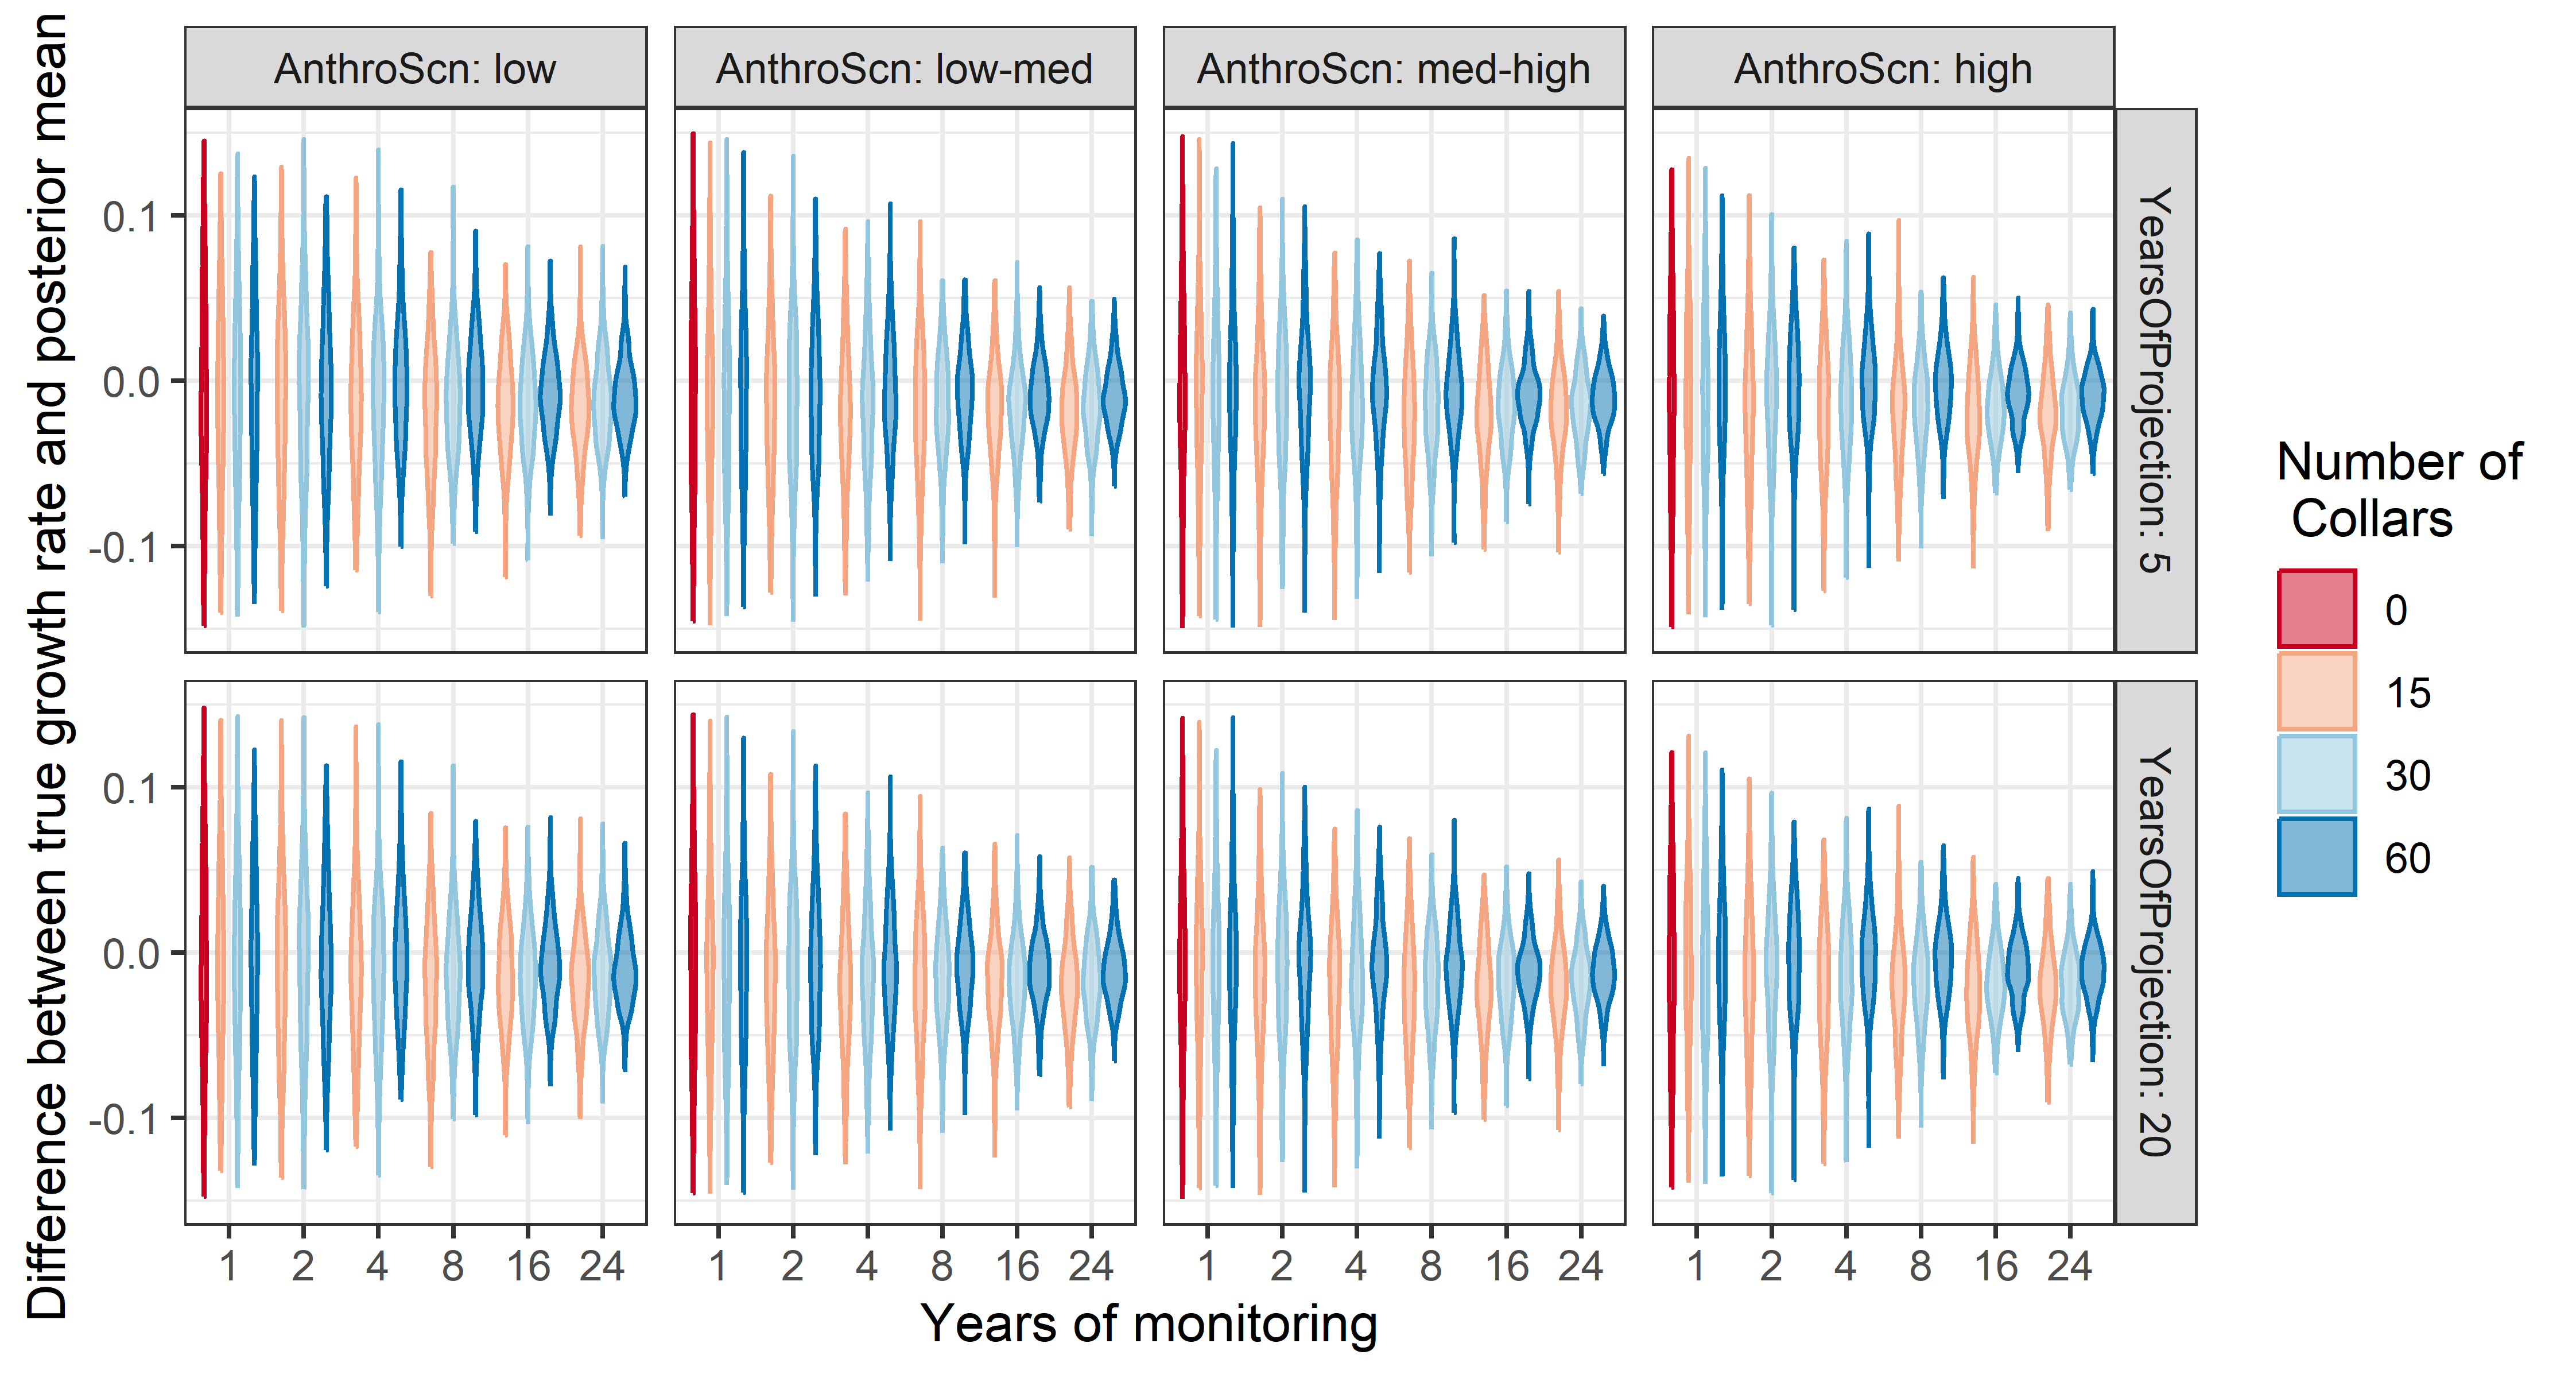 AnthroScn: low
AnthroScn: low-med
AnthroScn: med-high
AnthroScn: high
Difference between true growth rate and posterior mean
0.1
0.0
-0.1
YearsOfProjection: 5
0.1
0.0
-0.1
YearsOfProjection: 20
1 2 4 8 16 24
1 2 4 8 16 24
1 2 4 8 16 24
1 2 4 8 16 24
Years of monitoring
Number of
Collars
0
15
30
60